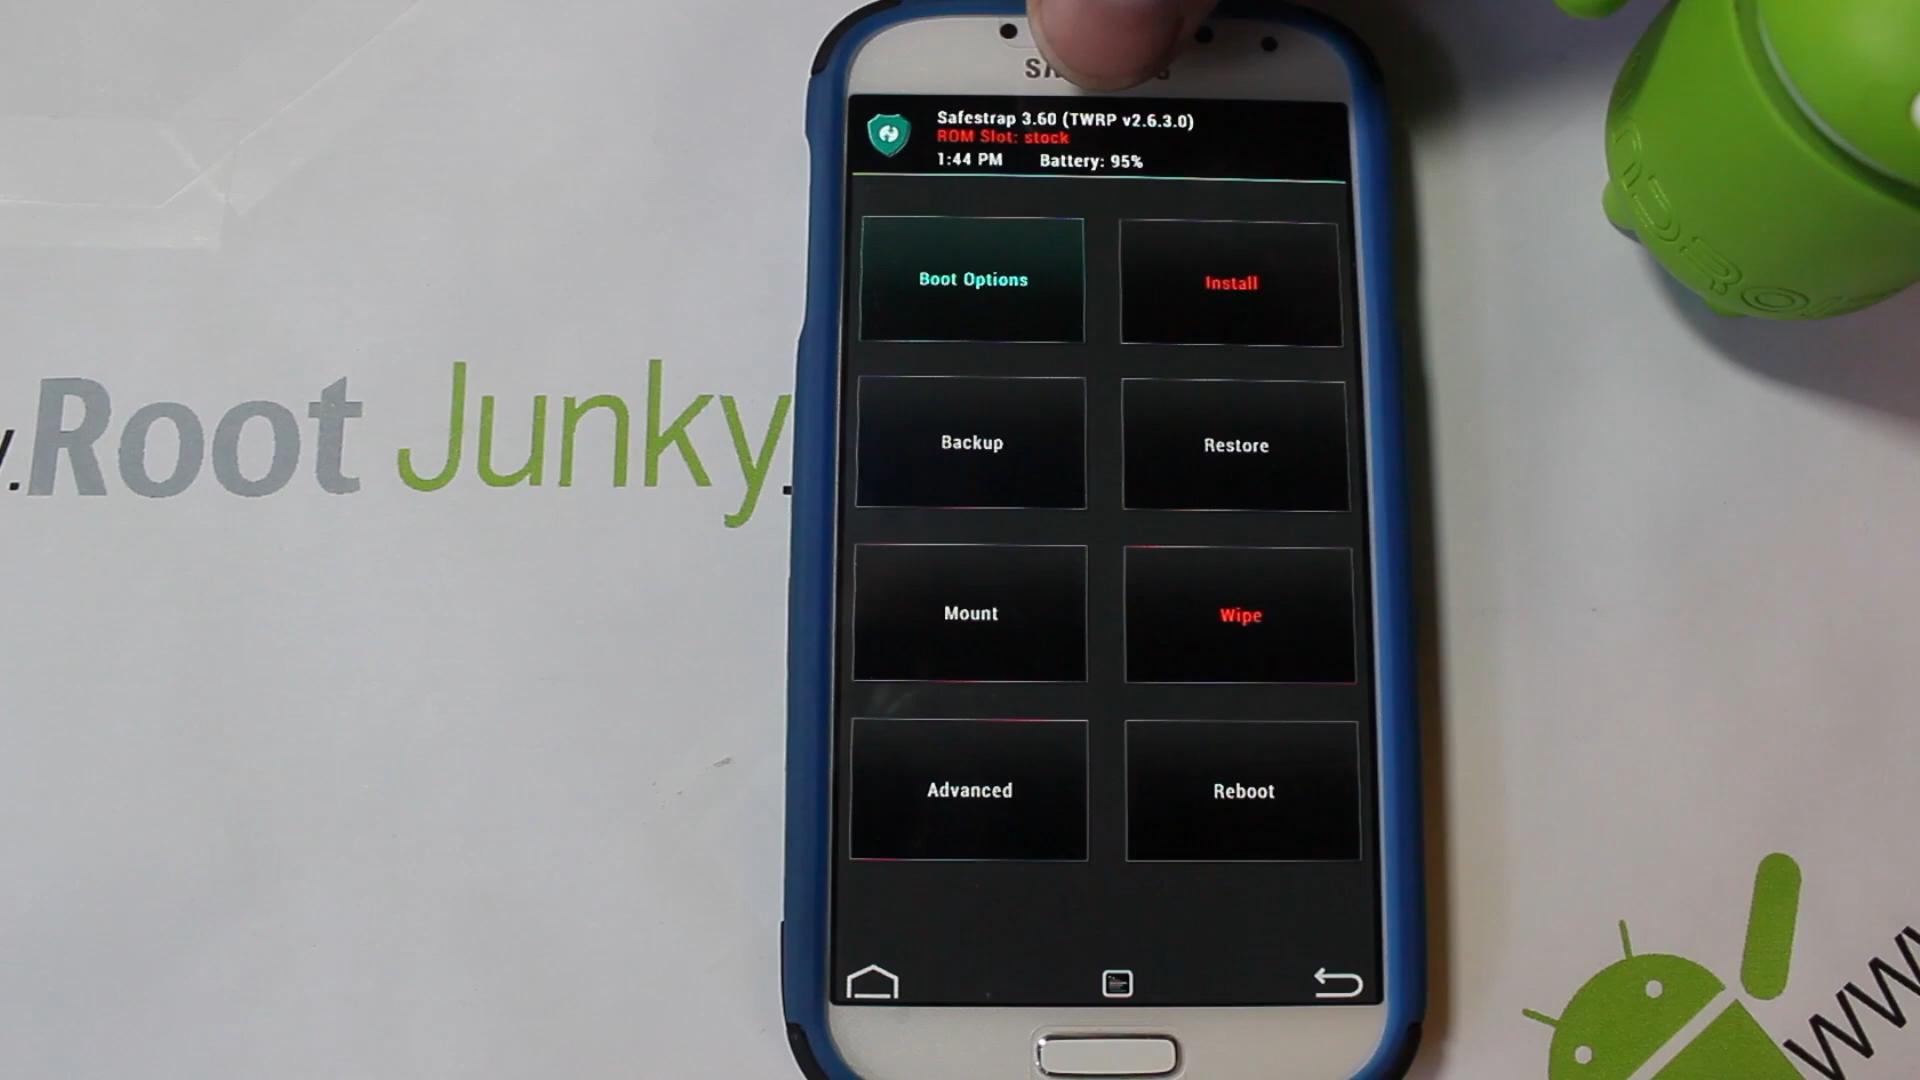 Safestrap 3.60 (TWRP v2.6.3.0)
ROM Slot: stock
1:44 PM Battery: 95%
Boot Options
Install
.Root Junky.
Backup
Restore
Mount
Wipe
Advanced
Reboot
www